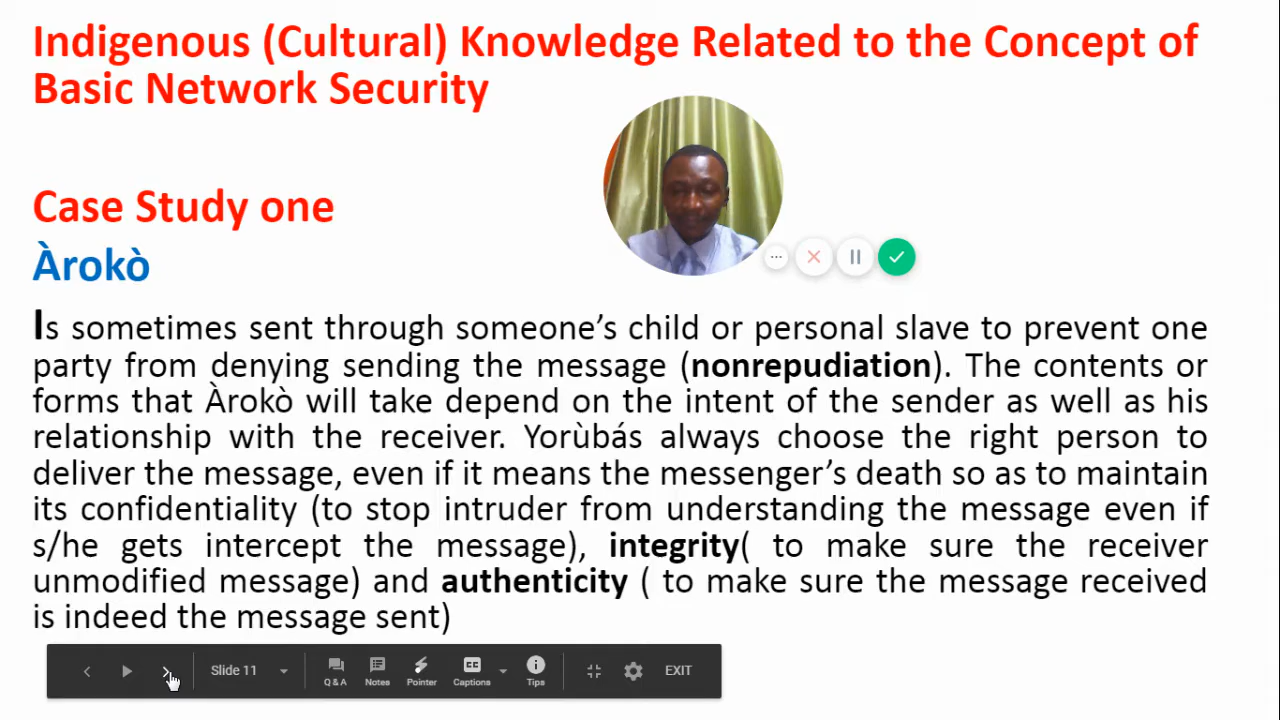 Indigenous (Cultural) Knowledge Related to the Concept of
Basic Network Security
Case Study one
Àrokò
Is sometimes sent through someone’s child or personal slave to prevent one
party from denying sending the message (nonrepudiation). The contents or
forms that Àrokò will take depend on the intent of the sender as well as his
relationship with the receiver. Yorùbás always choose the right person to
deliver the message, even if it means the messenger’s death so as to maintain
its confidentiality (to stop intruder from understanding the message even if
s/he gets intercept the message), integrity( to make sure the receiver
unmodified message) and authenticity ( to make sure the message received
is indeed the message sent)
Slide 11 Q & A Notes Pointer CC Captions Tips EXIT